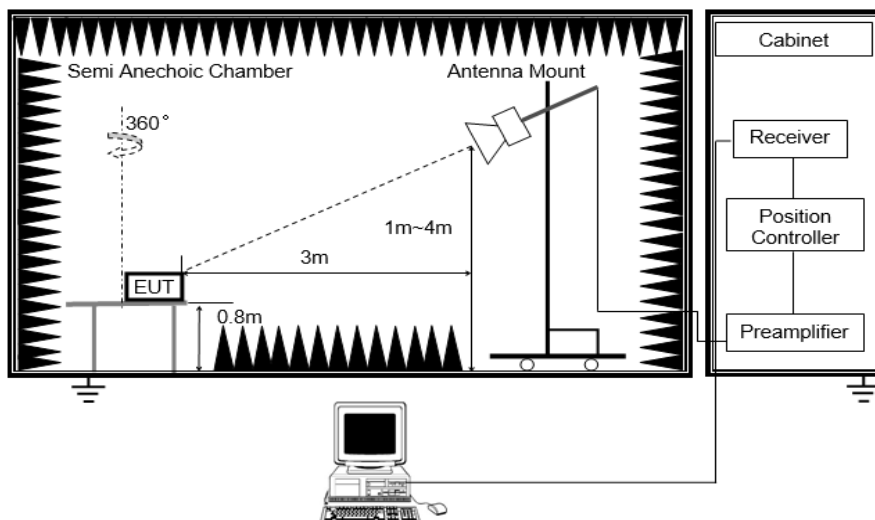 Cabinet
Semi Anechoic Chamber
Antenna Mount
360°
Receiver
1m~4m
Position
Controller
3m
EUT
0.8m
Preamplifier